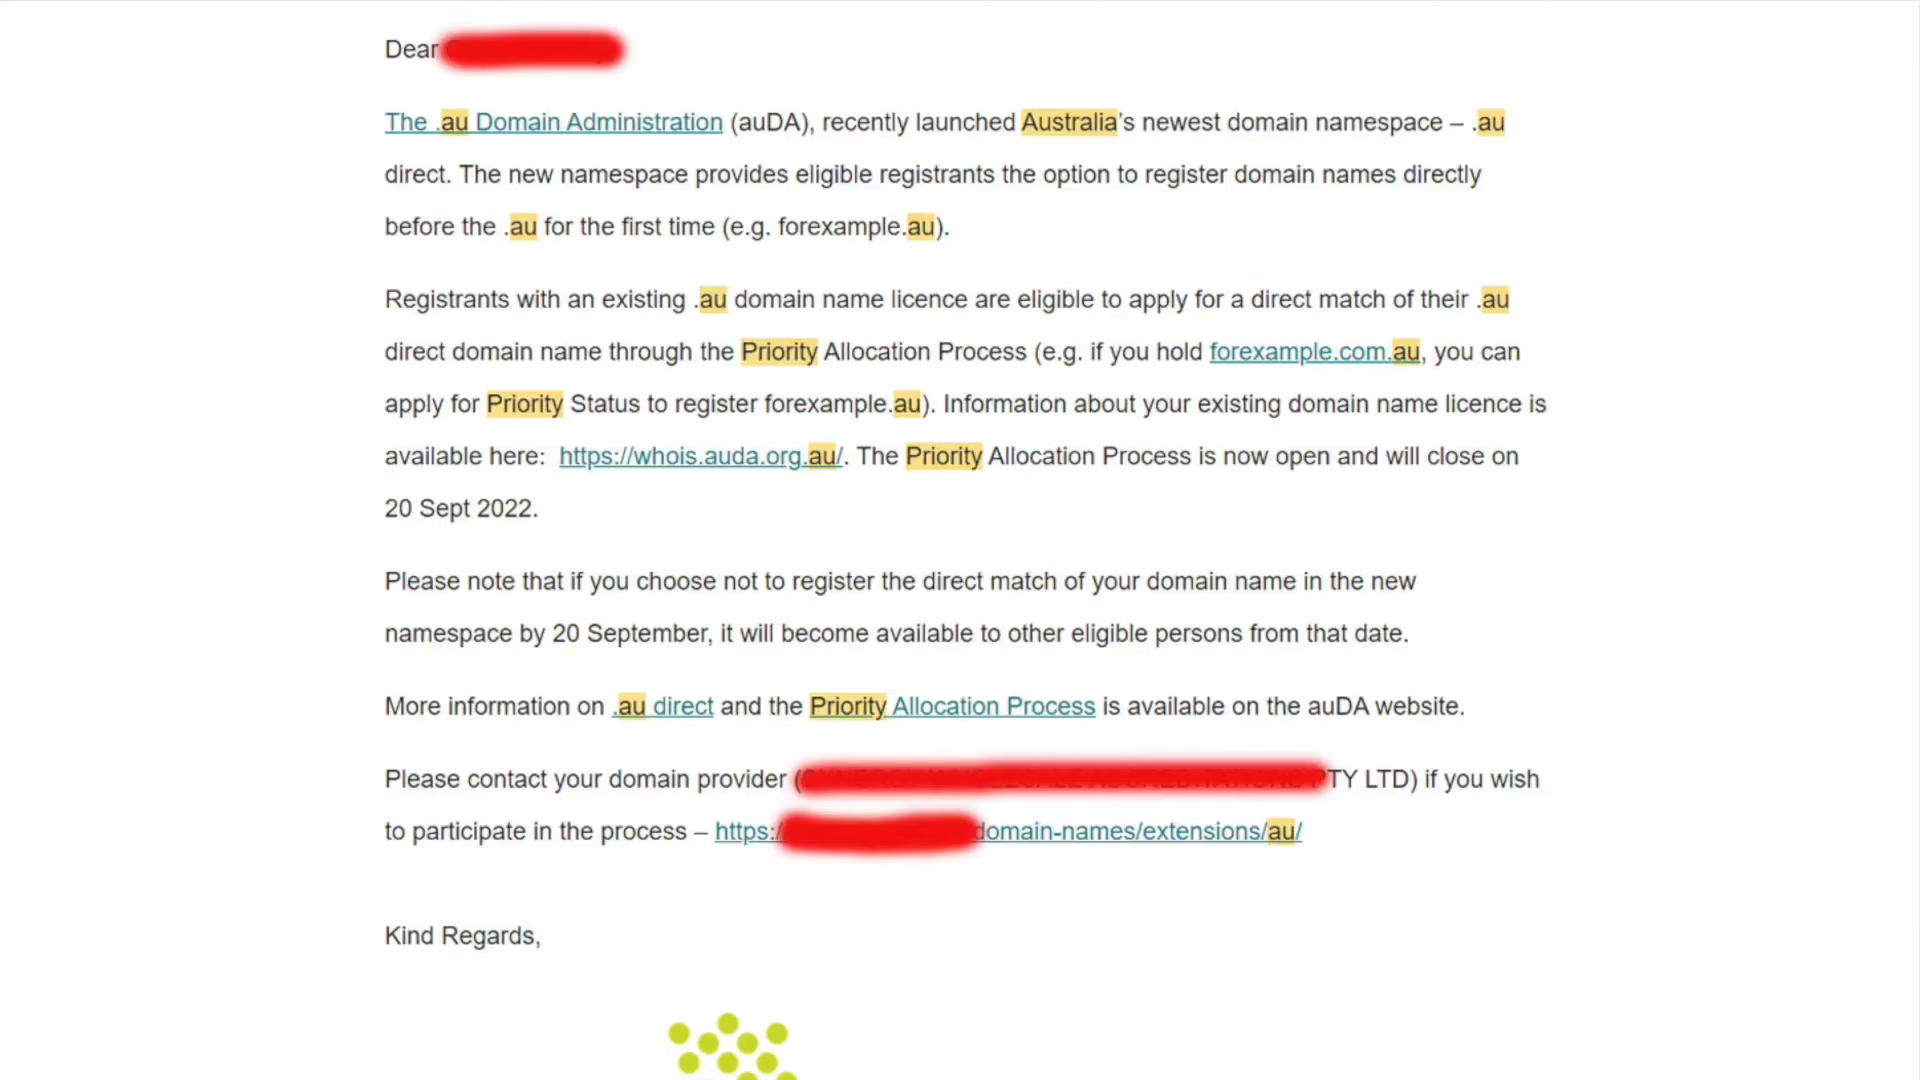 Dear
The .au Domain Administration (auDA), recently launched Australia's newest domain namespace – .au
direct. The new namespace provides eligible registrants the option to register domain names directly
before the .au for the first time (e.g. forexample.au).
Registrants with an existing .au domain name licence are eligible to apply for a direct match of their .au
direct domain name through the Priority Allocation Process (e.g. if you hold forexample.com.au, you can
apply for Priority Status to register forexample.au). Information about your existing domain name licence is
available here: https://whois.auda.org.au/. The Priority Allocation Process is now open and will close on
20 Sept 2022.
Please note that if you choose not to register the direct match of your domain name in the new
namespace by 20 September, it will become available to other eligible persons from that date.
More information on .au direct and the Priority Allocation Process is available on the auDA website.
Please contact your domain provider ( PTY LTD) if you wish
to participate in the process – https:/ domain-names/extensions/au/
Kind Regards,